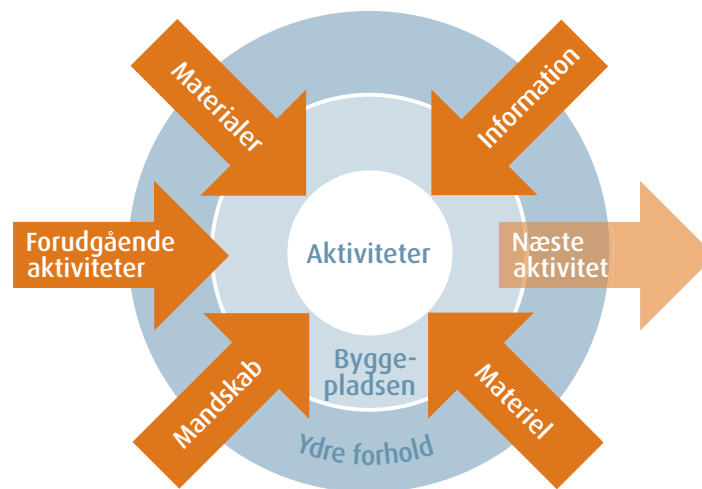 Materialer
Information
Forudgående
aktiviteter
Aktiviteter
Næste
aktivitet
Bygge-
pladsen
Mandskab
Materiel
Ydre forhold